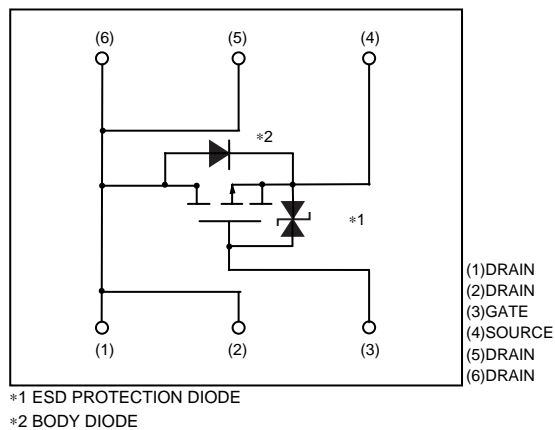 (6) (5) (4)
∗2
∗1
(1) (2) (3)
(1)DRAIN
(2)DRAIN
(3)GATE
(4)SOURCE
(5)DRAIN
(6)DRAIN
∗1 ESD PROTECTION DIODE
∗2 BODY DIODE